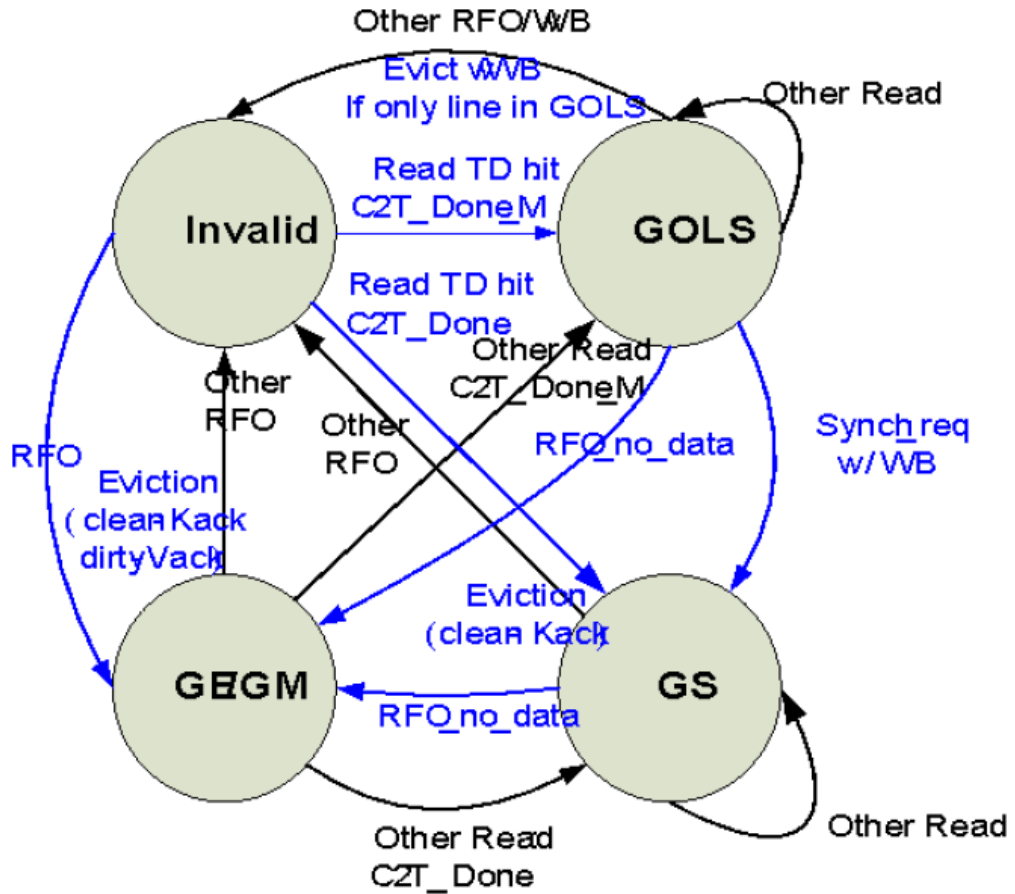 Other RFO/WB
Evict w/WB
If only line in GOLS
Other Read
Read TD hit
C2T_Done_M
Invalid
GOLS
Read TD hit
C2T_Done
Other Read
C2T_Done_M
Other
RFO
Other
RFO
RFO
RFO_no_data
Synch_req
w/ WB
Eviction
(clean-Kack
dirty-Vack)
Eviction
(clean- Kack)
GE/GM
GS
RFO_no_data
Other Read
C2T_Done
Other Read